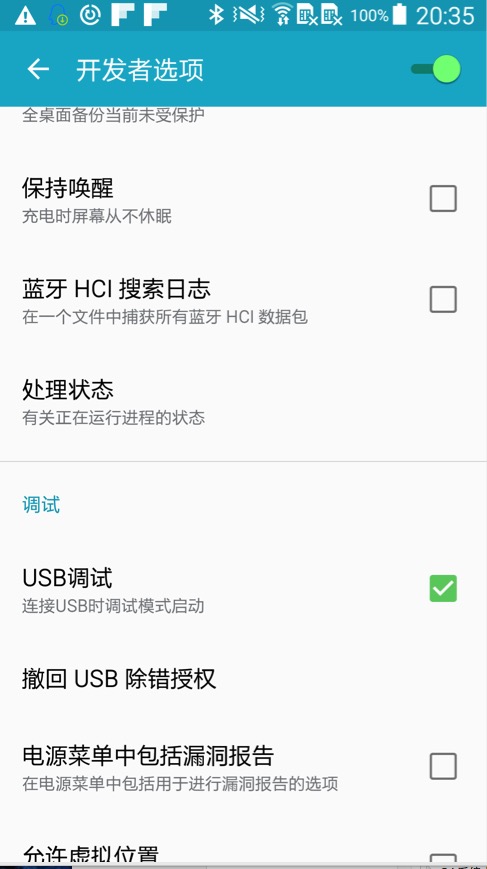 100% 20:35
开发者选项
全桌面备份当前未受保护
保持唤醒
充电时屏幕从不休眠
蓝牙 HCI 搜索日志
在一个文件中捕获所有蓝牙 HCI 数据包
处理状态
有关正在运行进程的状态
调试
USB调试
连接USB时调试模式启动
撤回 USB 除错授权
电源菜单中包括漏洞报告
在电源菜单中包括用于进行漏洞报告的选项
允许虚拟位置